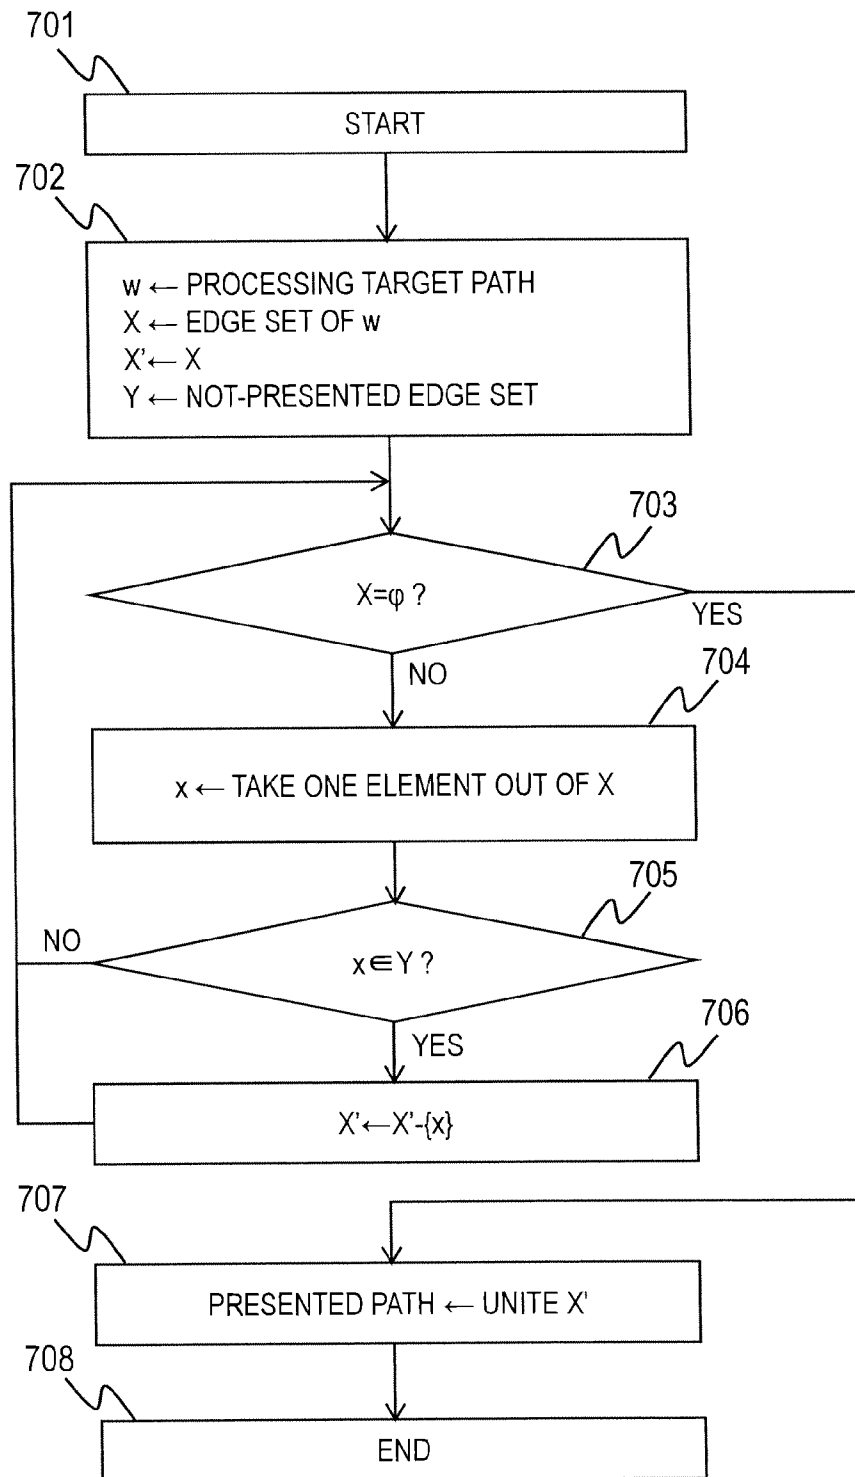 701
START
702
w ← PROCESSING TARGET PATH
X ← EDGE SET OF w
X' ← X
Y ← NOT-PRESENTED EDGE SET
703
X=φ ?
YES
NO
704
x ← TAKE ONE ELEMENT OUT OF X
705
NO
x∈Y ?
YES
706
X'←X'-{x}
707
PRESENTED PATH ← UNITE X'
708
END